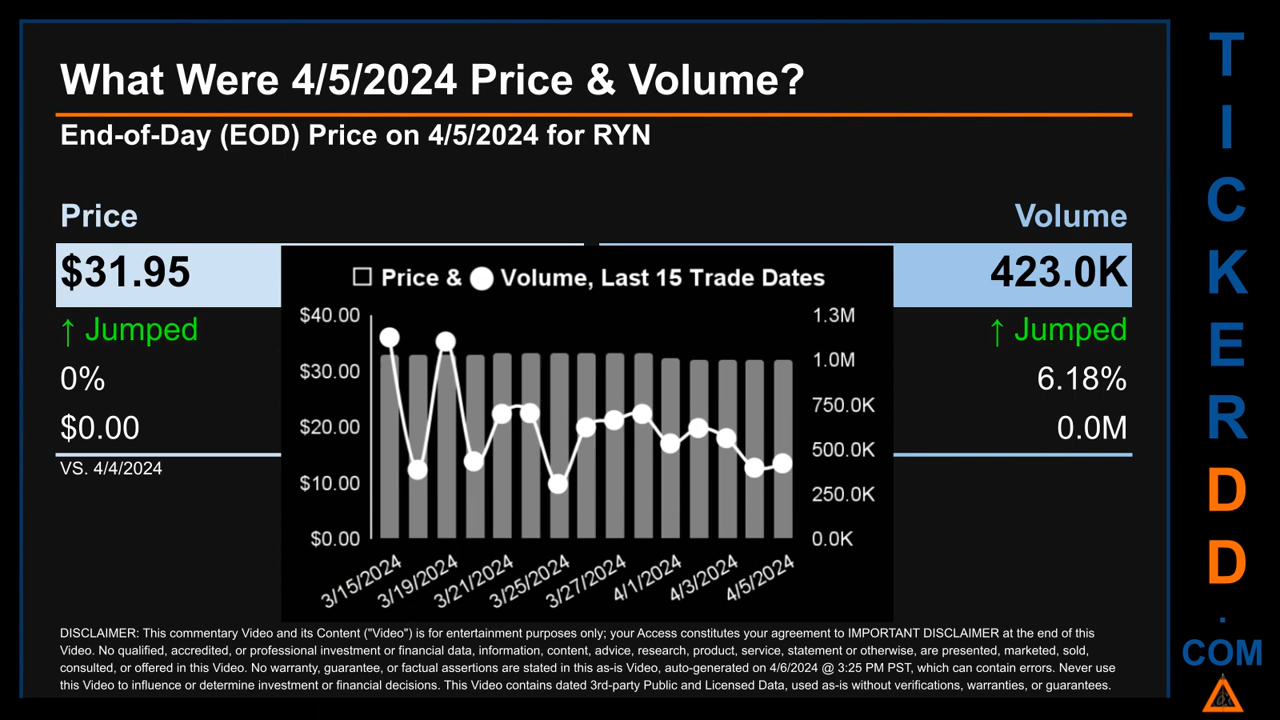 What Were 4/5/2024 Price & Volume?
End-of-Day (EOD) Price on 4/5/2024 for RYN
Price
Volume
$31.95
423.0K
↑ Jumped
↑ Jumped
0%
6.18%
$0.00
0.0M
VS. 4/4/2024
Price & Volume, Last 15 Trade Dates
$40.00
$30.00
$20.00
$10.00
$0.00
1.3M
1.0M
750.0K
500.0K
250.0K
0.0K
3/15/2024
3/19/2024
3/21/2024
3/25/2024
3/27/2024
4/1/2024
4/3/2024
4/5/2024
DISCLAIMER: This commentary Video and its Content ("Video") is for entertainment purposes only; your Access constitutes your agreement to IMPORTANT DISCLAIMER at the end of this
Video. No qualified, accredited, or professional investment or financial data, information, content, advice, research, product, service, statement or otherwise, are presented, marketed, sold,
consulted, or offered in this Video. No warranty, guarantee, or factual assertions are stated in this as-is Video, auto-generated on 4/6/2024 @ 3:25 PM PST, which can contain errors. Never use
this Video to influence or determine investment or financial decisions. This Video contains dated 3rd-party Public and Licensed Data, used as-is without verifications, warranties, or guarantees.
T
I
C
K
E
R
D
D
.
COM